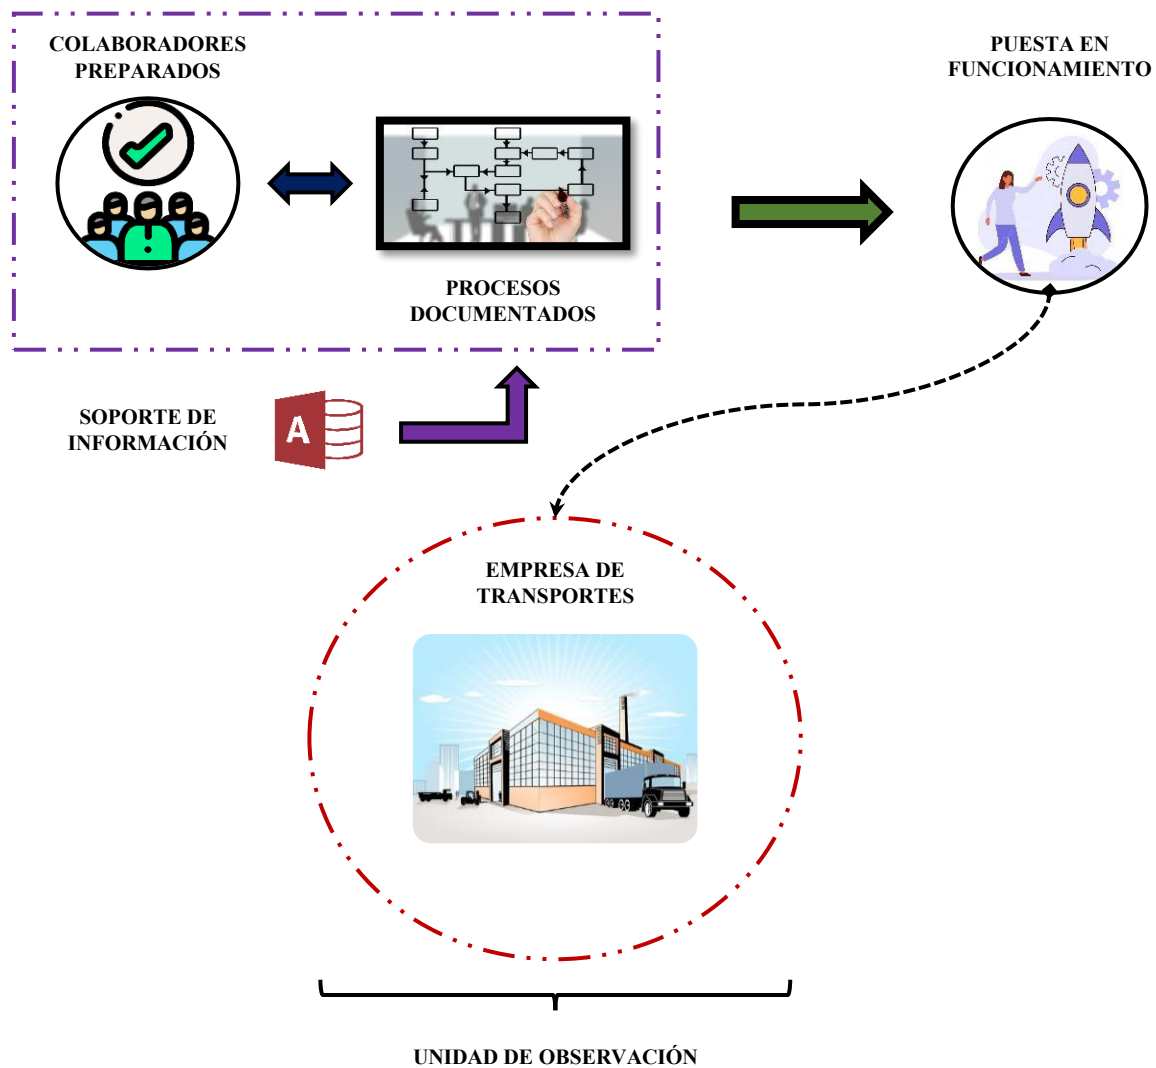 COLABORADORES
PREPARADOS
PUESTA EN
FUNCIONAMIENTO
PROCESOS
DOCUMENTADOS
SOPORTE DE
INFORMACIÓN
A
EMPRESA DE
TRANSPORTES
UNIDAD DE OBSERVACIÓN